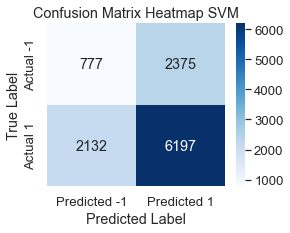 Confusion Matrix Heatmap SVM
True Label
Actual -1
777
2375
Actual 1
2132
6197
Predicted -1
Predicted 1
Predicted Label
6000
5000
4000
3000
2000
1000